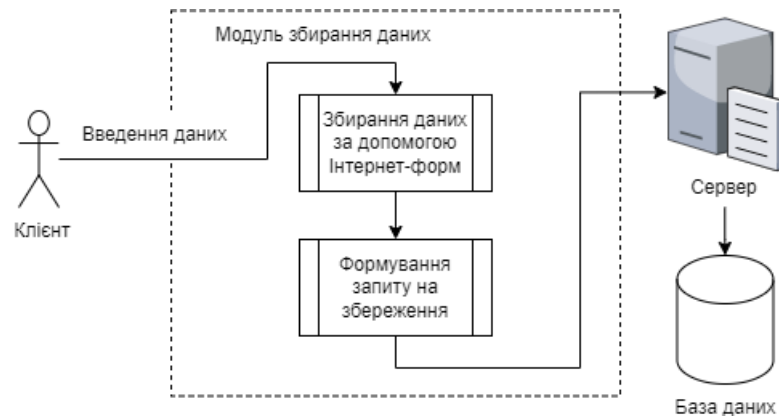 Модуль збирання даних
Введення даних
Клієнт
Збирання даних
за допомогою
Інтернет-форм
Формування
запиту на
збереження
Сервер
База даних